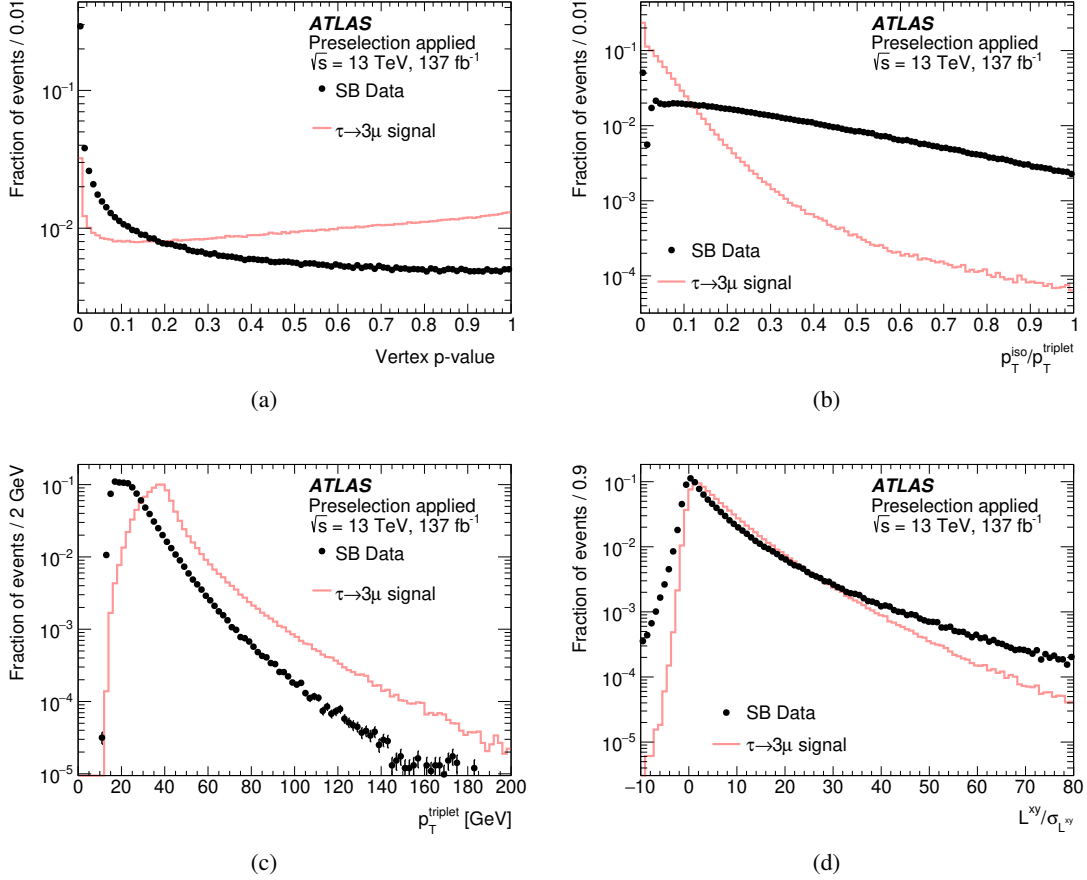 Fraction of events / 0.01
10⁻¹
10⁻²
ATLAS
Preselection applied
√s = 13 TeV, 137 fb⁻¹
SB Data
τ→3μ signal
0 0.1 0.2 0.3 0.4 0.5 0.6 0.7 0.8 0.9 1
Vertex p-value
(a)
Fraction of events / 0.01
10⁻¹
10⁻²
10⁻³
10⁻⁴
ATLAS
Preselection applied
√s = 13 TeV, 137 fb⁻¹
SB Data
τ→3μ signal
0 0.1 0.2 0.3 0.4 0.5 0.6 0.7 0.8 0.9 1
p_T^iso/p_T^triplet
(b)
Fraction of events / 2 GeV
10⁻¹
10⁻²
10⁻³
10⁻⁴
10⁻⁵
ATLAS
Preselection applied
√s = 13 TeV, 137 fb⁻¹
SB Data
τ→3μ signal
0 20 40 60 80 100 120 140 160 180 200
p_T^triplet [GeV]
(c)
Fraction of events / 0.9
10⁻¹
10⁻²
10⁻³
10⁻⁴
10⁻⁵
ATLAS
Preselection applied
√s = 13 TeV, 137 fb⁻¹
SB Data
τ→3μ signal
−10 0 10 20 30 40 50 60 70 80
L^xy/σ_L^xy
(d)